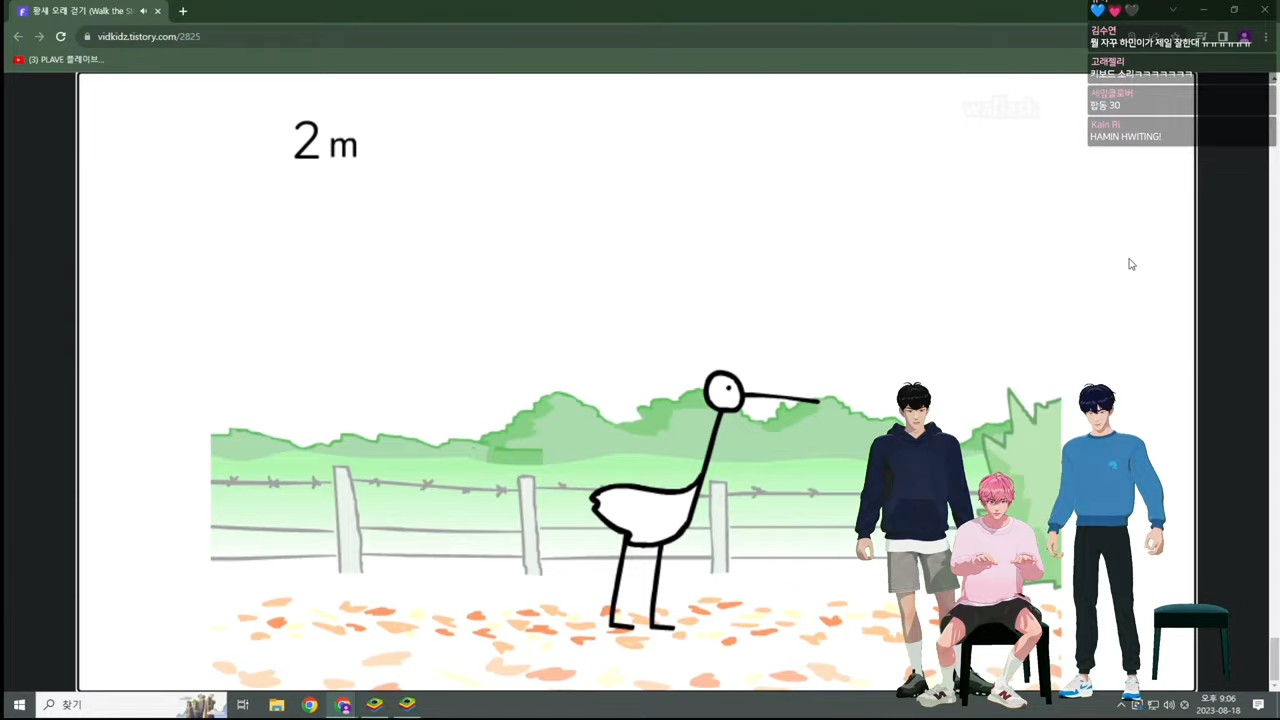 황새 오래 걷기 (Walk the St
vidkidz.tistory.com/2825
(3) PLAVE 플레이브...
김수연
뭘 자꾸 하민이가 제일 잘한대 ㅠㅠㅠㅠㅠㅠ
고래젤리
키보드 소리ㅋㅋㅋㅋㅋㅋㅋ
세잎클로버
합동 30
Kain Ri
HAMIN HWITING!
2 m
찾기
오후 9:06
2023-08-18